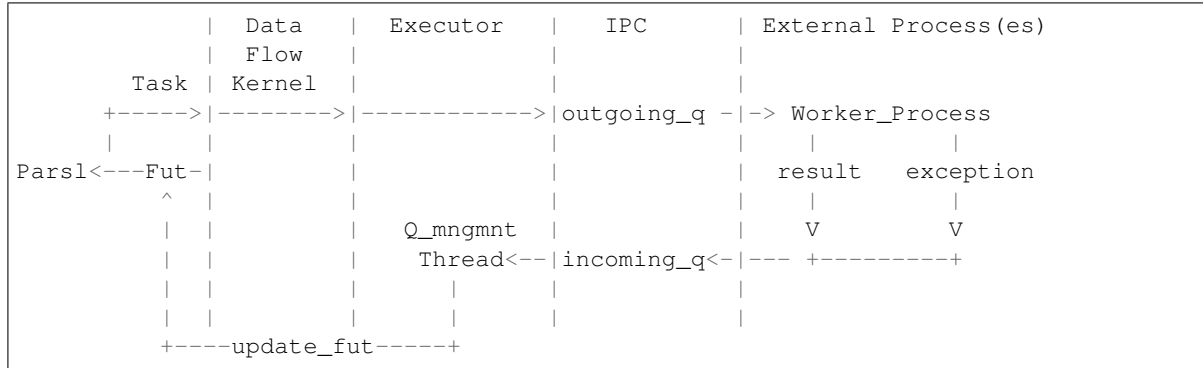 |  Data   |  Executor   |   IPC      | External Process(es)
            |  Flow   |             |            |
       Task | Kernel  |             |            |
     +----->|-------->|------------>|outgoing_q -|-> Worker_Process
     |      |         |             |            |    |         |
Parsl<---Fut-|         |             |            |  result   exception
         ^  |         |             |            |    |         |
         |  |         |   Q_mngmnt  |            |    V         V
         |  |         |    Thread<--|incoming_q<-|--- +---------+
         |  |         |      |      |            |
         |  |         |      |      |            |
         +----update_fut-----+